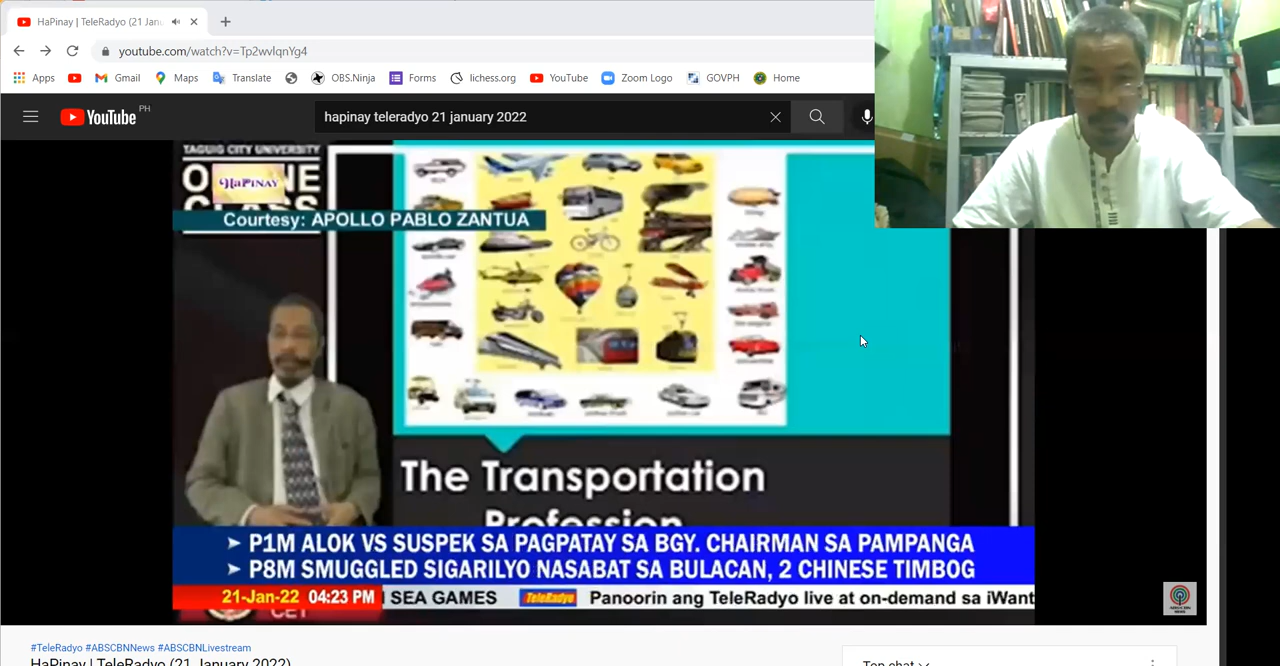 HaPinay | TeleRadyo (21 Janu
youtube.com/watch?v=Tp2wvlqnYg4
Apps
Gmail
Maps
Translate
OBS.Ninja
Forms
lichess.org
YouTube
Zoom Logo
GOVPH
Home
YouTube PH
hapinay teleradyo 21 january 2022
TAGUIG CITY UNIVERSITY
HaPINAY
Courtesy: APOLLO PABLO ZANTUA
The Transportation
Profession
➤ P1M ALOK VS SUSPEK SA PAGPATAY SA BGY. CHAIRMAN SA PAMPANGA
➤ P8M SMUGGLED SIGARILYO NASABAT SA BULACAN, 2 CHINESE TIMBOG
21-Jan-22 04:23 PM SEA GAMES TeleRadyo Panoorin ang TeleRadyo live at on-demand sa iWant
CET
#TeleRadyo #ABSCBNNews #ABSCBNLivestream
HaPinay | TeleRadyo (21 January 2022)
Top chat